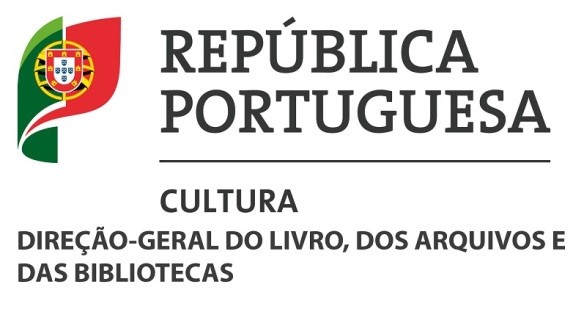 REPÚBLICA
PORTUGUESA
CULTURA
DIREÇÃO-GERAL DO LIVRO, DOS ARQUIVOS E
DAS BIBLIOTECAS